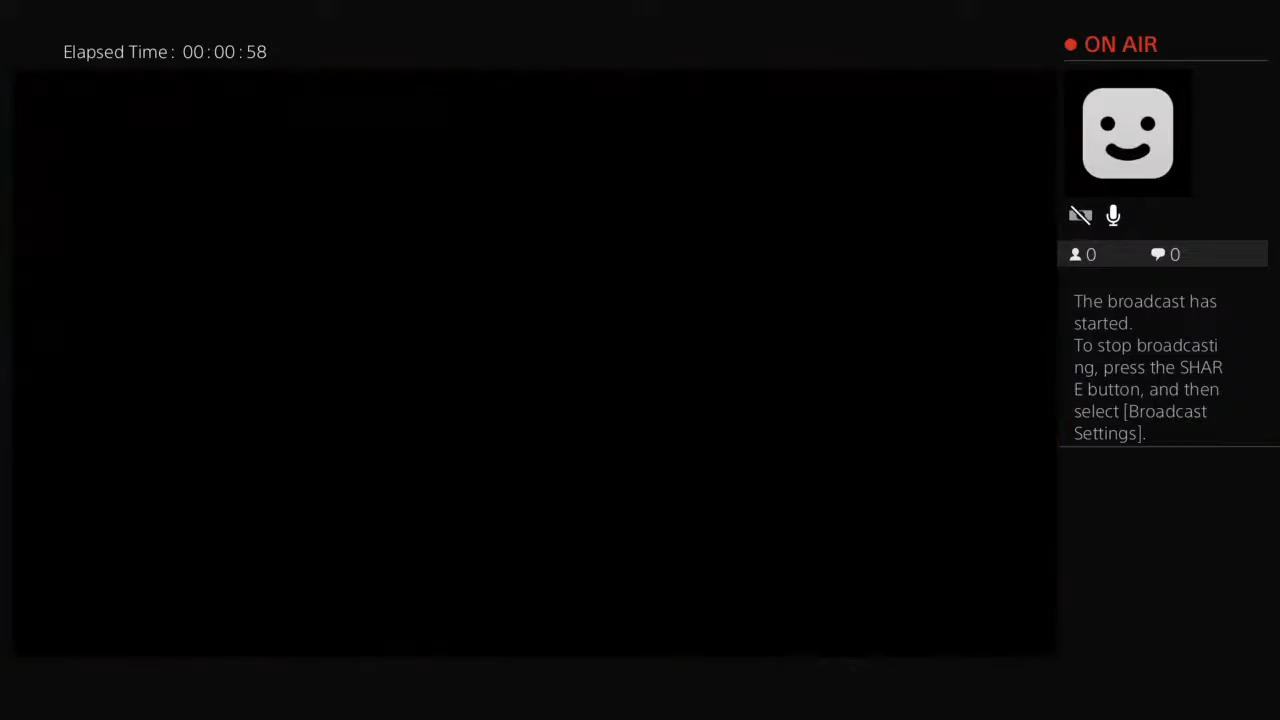 Elapsed Time: 00:00:58
ON AIR
0 0
The broadcast has
started.
To stop broadcasti
ng, press the SHAR
E button, and then
select [Broadcast
Settings].